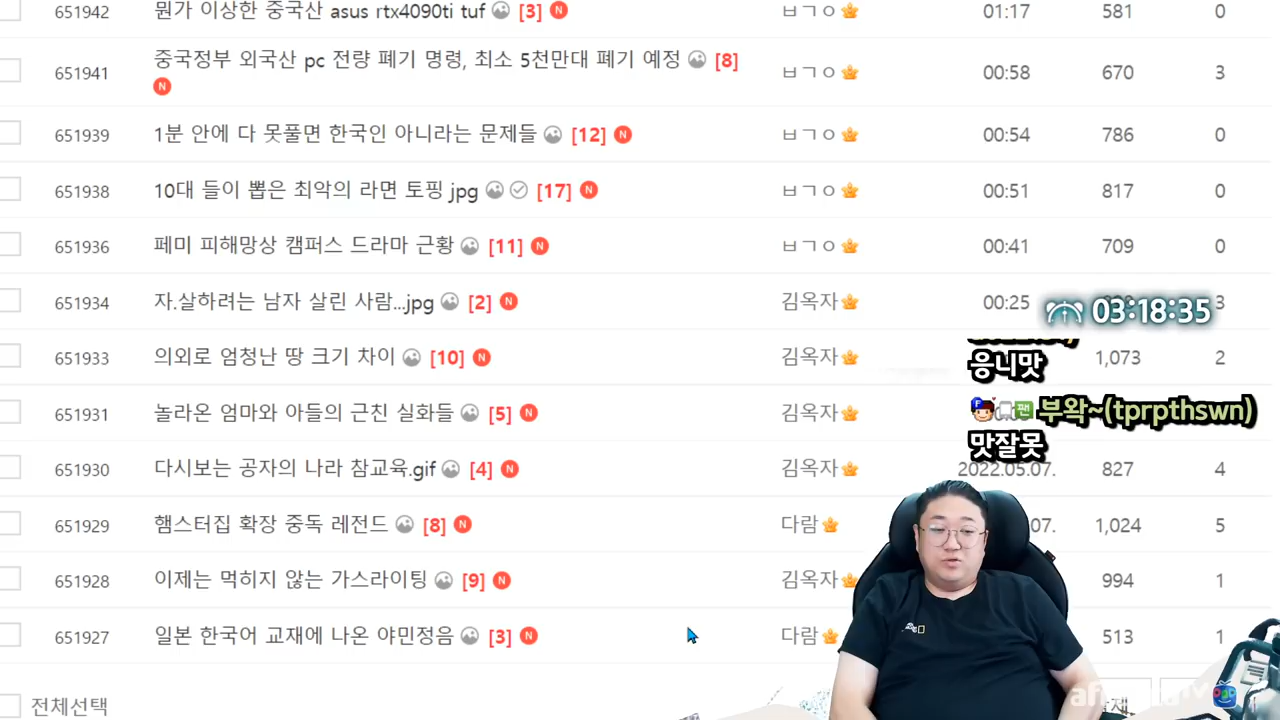 651942 뭔가 이상한 중국산 asus rtx4090ti tuf [3] N ㅂㄱㅇ 01:17 581 0
651941 중국정부 외국산 pc 전량 폐기 명령, 최소 5천만대 폐기 예정 [8] N ㅂㄱㅇ 00:58 670 3
651939 1분 안에 다 못풀면 한국인 아니라는 문제들 [12] N ㅂㄱㅇ 00:54 786 0
651938 10대 들이 뽑은 최악의 라면 토핑 jpg [17] N ㅂㄱㅇ 00:51 817 0
651936 페미 피해망상 캠퍼스 드라마 근황 [11] N ㅂㄱㅇ 00:41 709 0
651934 자.살하려는 남자 살린 사람...jpg [2] N 김옥자 00:25 3
03:18:35
651933 의외로 엄청난 땅 크기 차이 [10] N 김옥자 1,073 2
응니맛
651931 놀라온 엄마와 아들의 근친 실화들 [5] N 김옥자
F 팬 부왁~(tprpthswn)
맛잘못
651930 다시보는 공자의 나라 참교육.gif [4] N 김옥자 2022.05.07. 827 4
651929 햄스터집 확장 중독 레전드 [8] N 다람 07. 1,024 5
651928 이제는 먹히지 않는 가스라이팅 [9] N 김옥자 994 1
651927 일본 한국어 교재에 나온 야민정음 [3] N 다람 513 1
전체선택